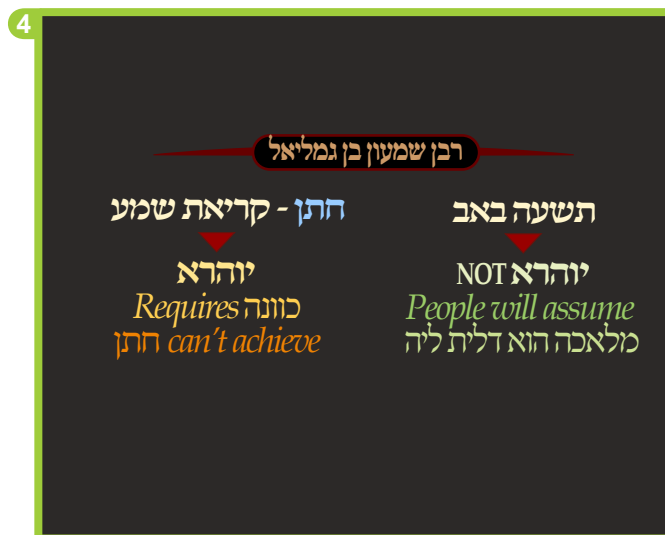 4
רבן שמעון בן גמליאל
תשעה באב
יוהרא NOT
People will assume
מלאכה הוא דלית ליה
חתן - קריאת שמע
יוהרא
Requires כוונה
חתן can't achieve